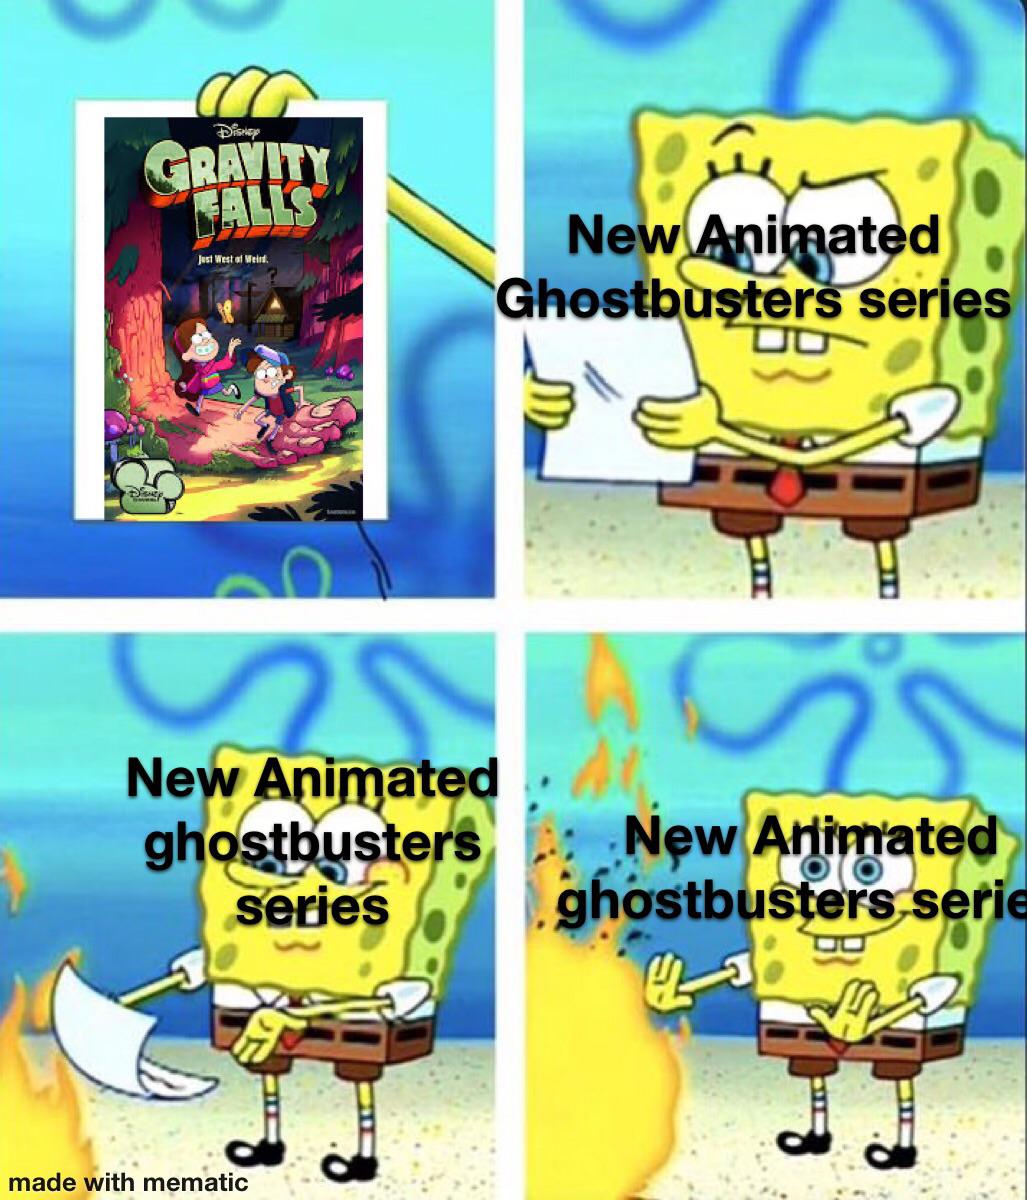 Disney
GRAVITY
FALLS
Just West of Weird.
?
Disney
CHANNEL
New Animated
Ghostbusters series
New Animated
ghostbusters
series
New Animated
ghostbusters serie
made with mematic